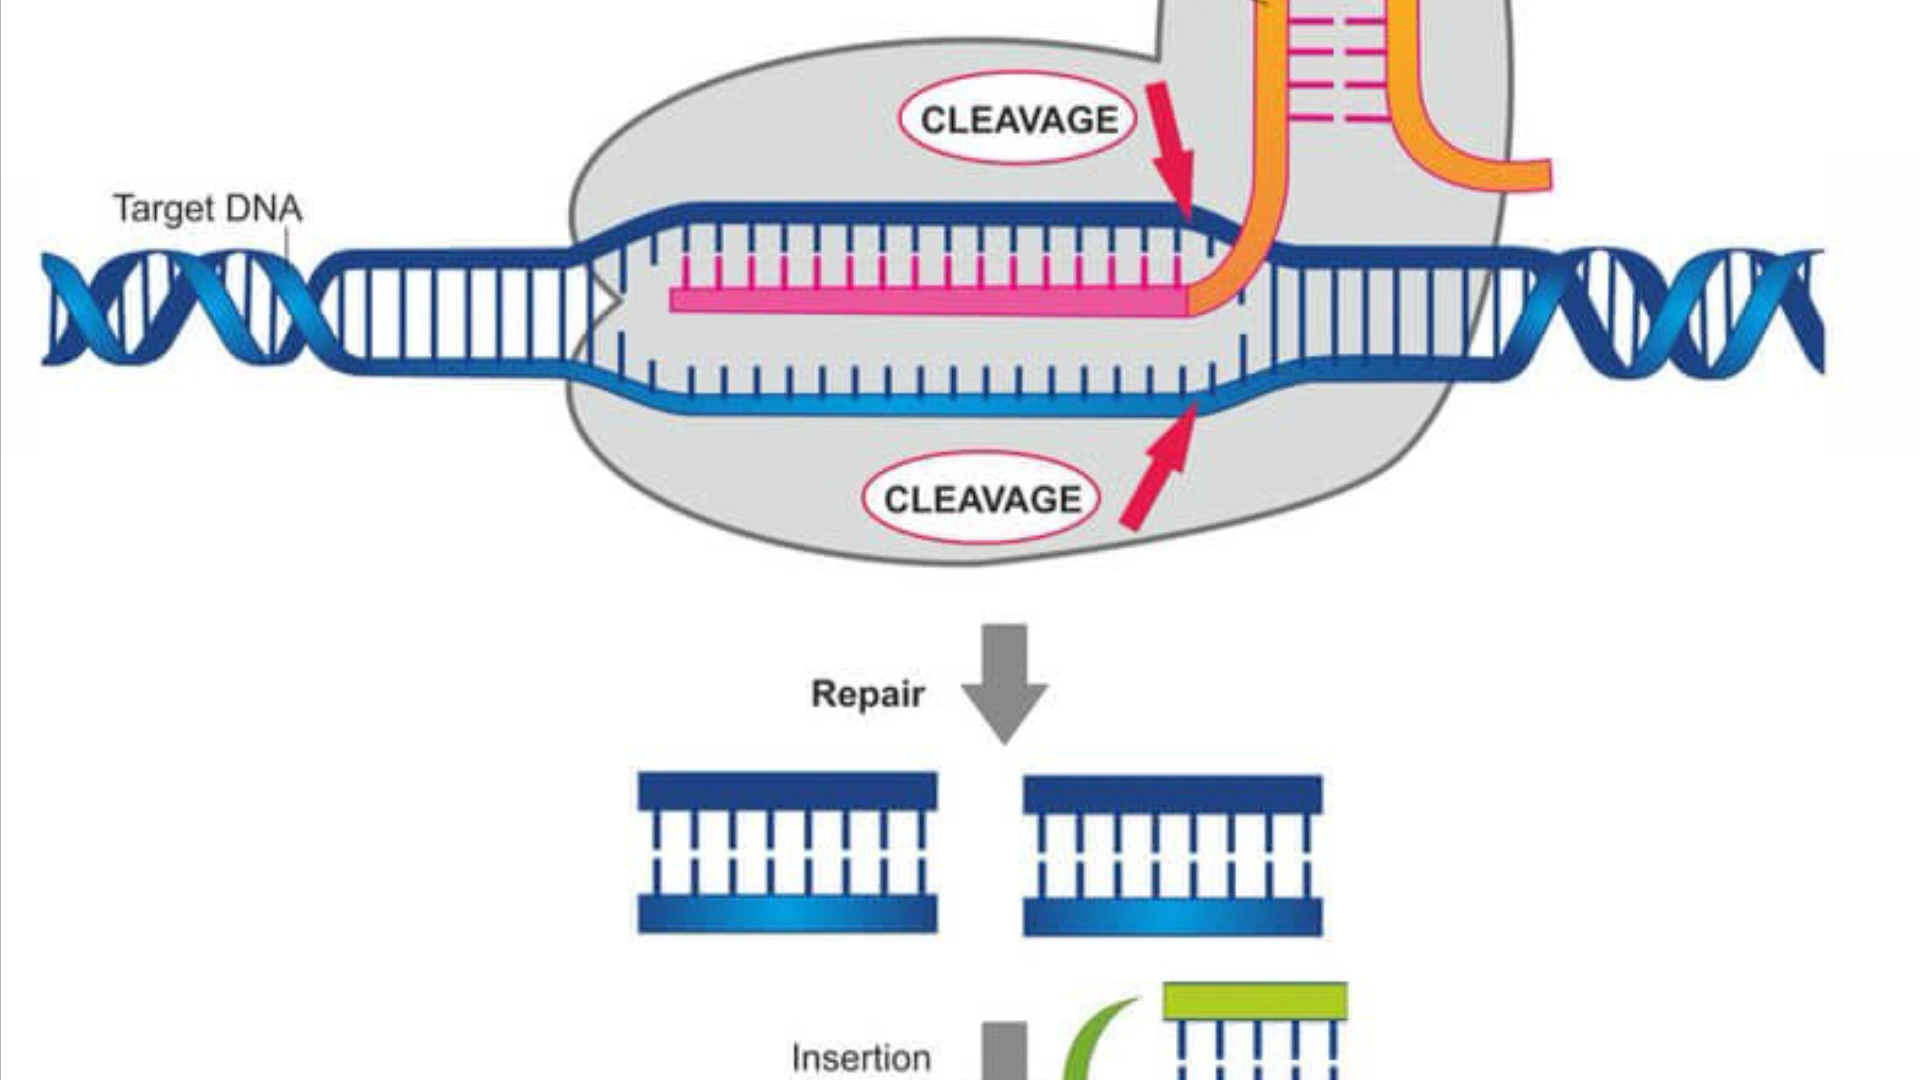 CLEAVAGE
Target DNA
CLEAVAGE
Repair
Insertion